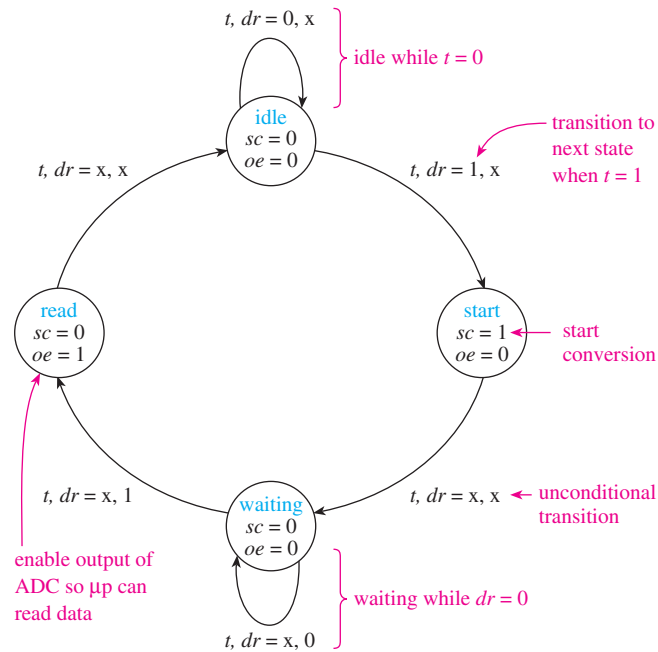 t, dr = 0, x
idle while t = 0
idle
sc = 0
oe = 0
transition to
next state
when t = 1
t, dr = x, x
t, dr = 1, x
read
sc = 0
oe = 1
start
sc = 1
oe = 0
start
conversion
t, dr = x, 1
waiting
sc = 0
oe = 0
t, dr = x, x
unconditional
transition
enable output of
ADC so µp can
read data
waiting while dr = 0
t, dr = x, 0